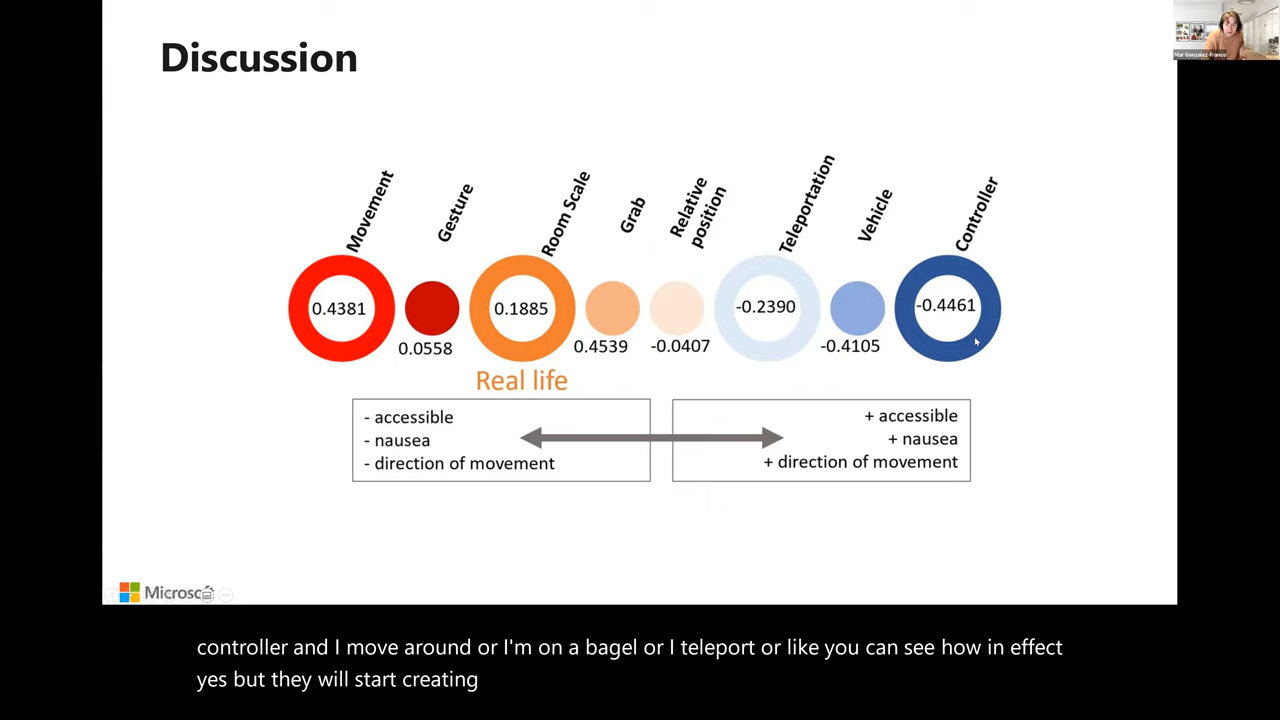 Discussion
Mar Gonzalez Franco
Movement
Gesture
Room Scale
Grab
Relative
position
Teleportation
Vehicle
Controller
0.4381
0.0558
0.1885
0.4539
-0.0407
-0.2390
-0.4105
-0.4461
Real life
- accessible
- nausea
- direction of movement
+ accessible
+ nausea
+ direction of movement
controller and I move around or I'm on a bagel or I teleport or like you can see how in effect
yes but they will start creating